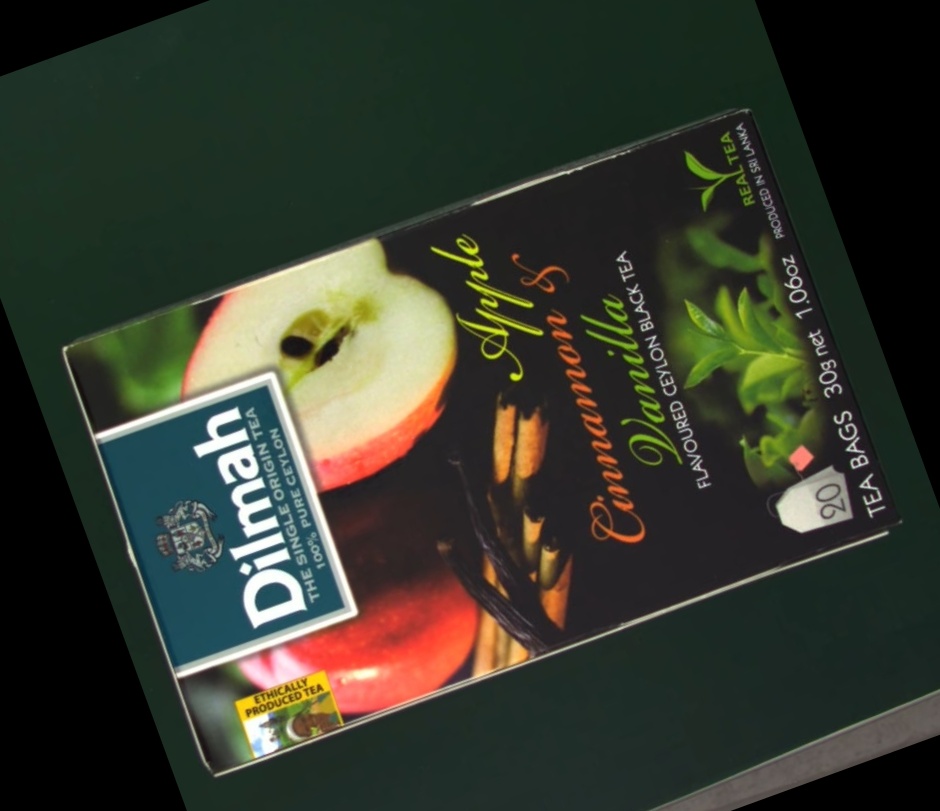 Dilmah
THE SINGLE ORIGIN TEA
100% PURE CEYLON
ETHICALLY
PRODUCED TEA
Apple
Cinnamon &
Vanilla
FLAVOURED CEYLON BLACK TEA
REAL TEA
PRODUCED IN SRI LANKA
20
TEA BAGS 30g net 1.06oz